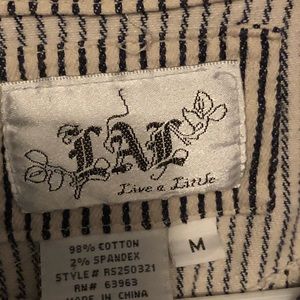 LAL
Live a Little
98% COTTON
2% SPANDEX
STYLE# RS250321
RN# 63963
MADE IN CHINA
M